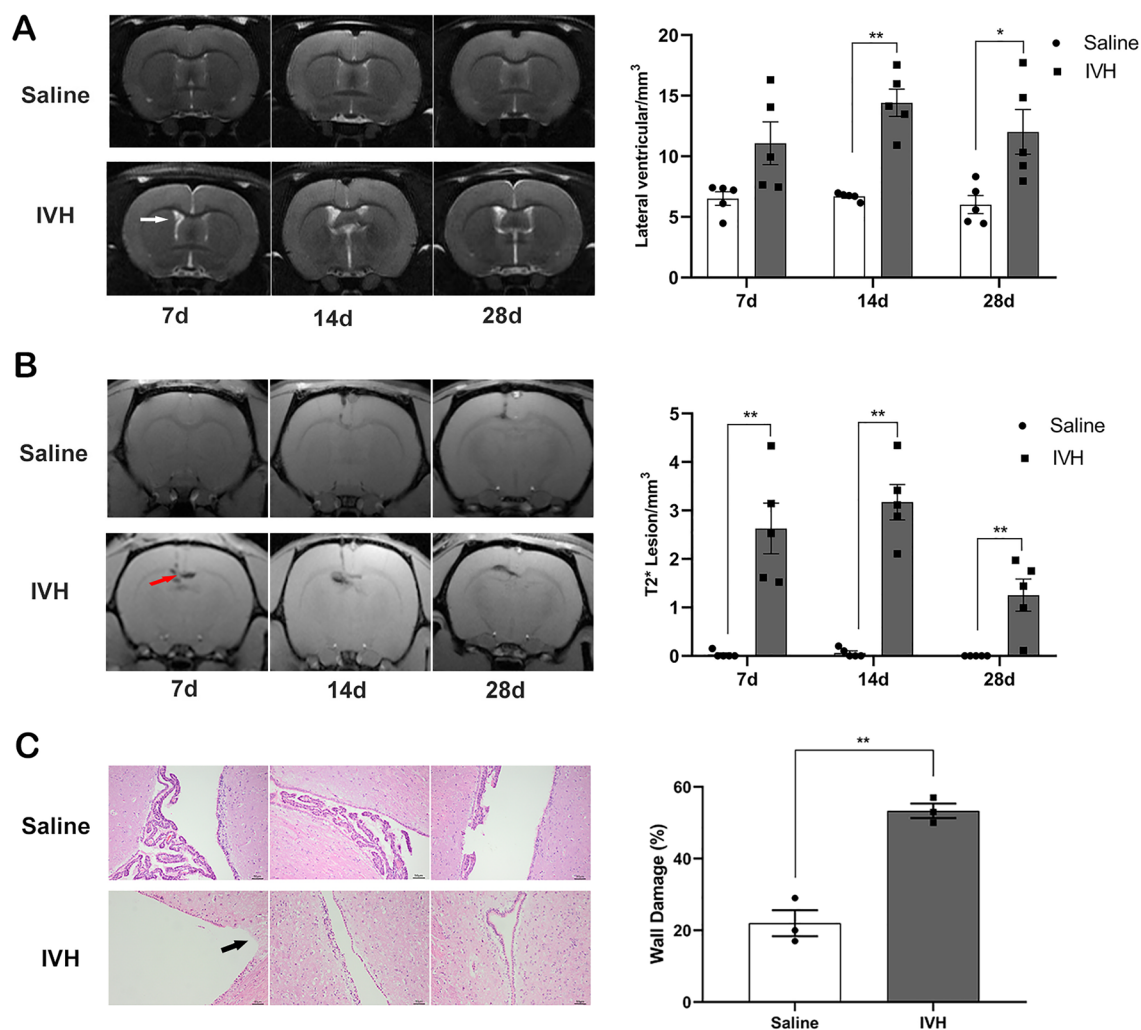 A
Saline
IVH
7d
14d
28d
Lateral ventricular/mm³
20
15
10
5
0
**
*
Saline
IVH
7d
14d
28d
B
Saline
IVH
7d
14d
28d
T2* Lesion/mm³
5
4
3
2
1
0
**
**
**
Saline
IVH
7d
14d
28d
C
Saline
IVH
Wall Damage (%)
60
40
20
0
**
Saline
IVH